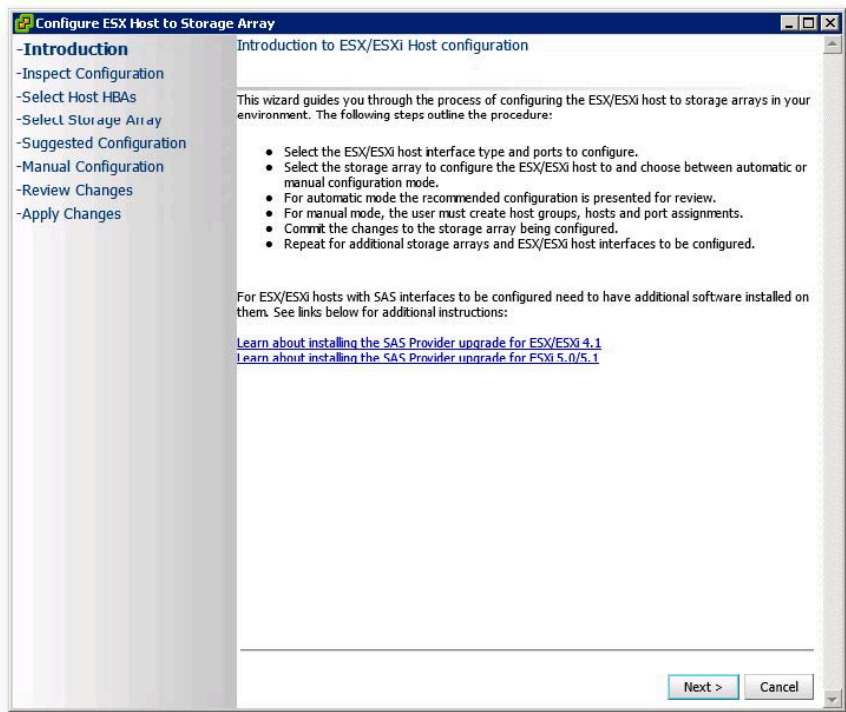 Configure ESX Host to Storage Array
-Introduction
-Inspect Configuration
-Select Host HBAs
-Select Storage Array
-Suggested Configuration
-Manual Configuration
-Review Changes
-Apply Changes
Introduction to ESX/ESXi Host configuration
This wizard guides you through the process of configuring the ESX/ESXi host to storage arrays in your
environment. The following steps outline the procedure:
● Select the ESX/ESXi host interface type and ports to configure.
● Select the storage array to configure the ESX/ESXi host to and choose between automatic or
manual configuration mode.
● For automatic mode the recommended configuration is presented for review.
● For manual mode, the user must create host groups, hosts and port assignments.
● Commit the changes to the storage array being configured.
● Repeat for additional storage arrays and ESX/ESXi host interfaces to be configured.
For ESX/ESXi hosts with SAS interfaces to be configured need to have additional software installed on
them. See links below for additional instructions:
Learn about installing the SAS Provider upgrade for ESX/ESXi 4.1
Learn about installing the SAS Provider upgrade for ESXi 5.0/5.1
Next >
Cancel